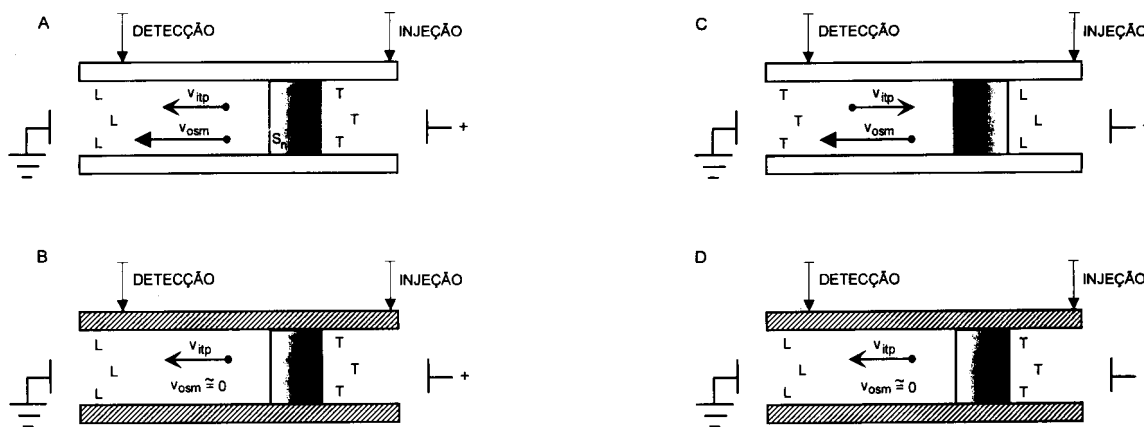 A
DETECÇÃO
INJEÇÃO
L
L
L
v_itp
v_osm
S_n
T
T
T
+
C
DETECÇÃO
INJEÇÃO
T
T
T
v_itp
v_osm
L
L
L
B
DETECÇÃO
INJEÇÃO
L
L
L
v_itp
v_osm ≅ 0
T
T
T
+
D
DETECÇÃO
INJEÇÃO
L
L
L
v_itp
v_osm ≅ 0
T
T
T